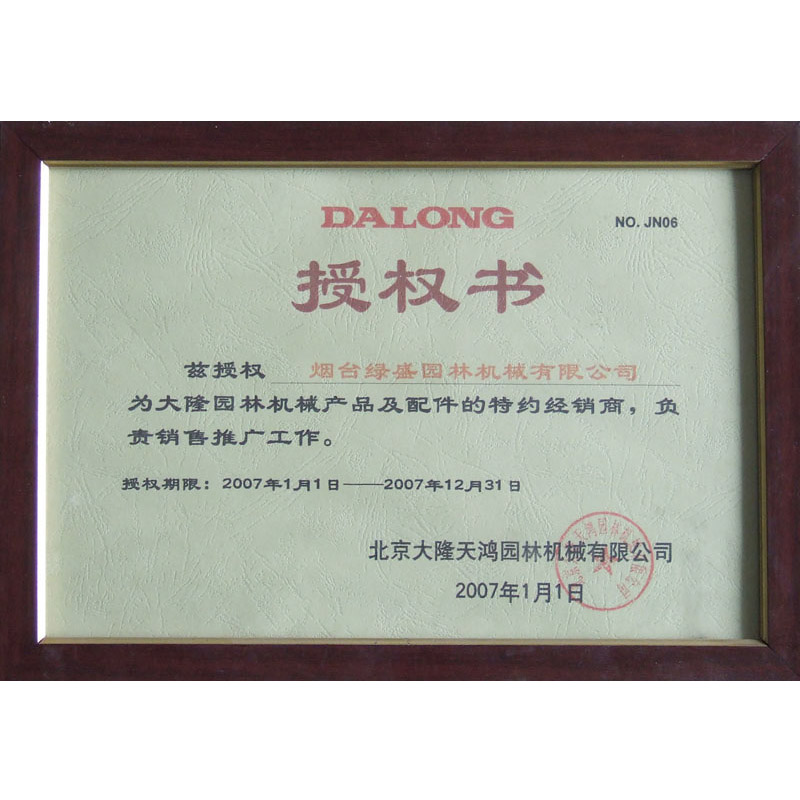 DALONG
NO. JN06
授权书
兹授权 烟台绿盛园林机械有限公司
为大隆园林机械产品及配件的特约经销商，负
责销售推广工作。
授权期限：2007年1月1日——2007年12月31日
北京大隆天鸿园林机械有限公司
2007年1月1日